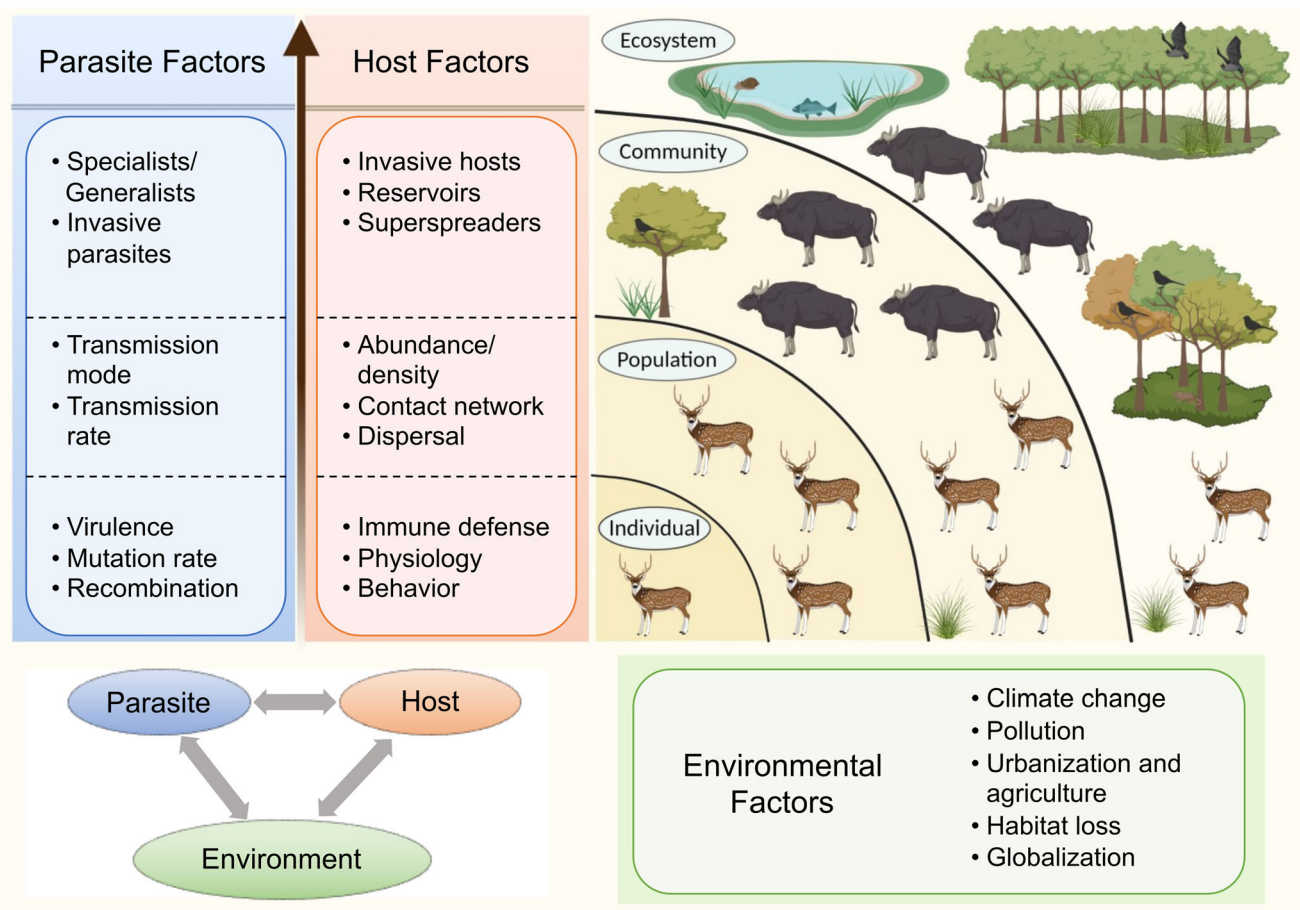 Parasite Factors
• Specialists/
Generalists
• Invasive
parasites
• Transmission
mode
• Transmission
rate
• Virulence
• Mutation rate
• Recombination
Host Factors
• Invasive hosts
• Reservoirs
• Superspreaders
• Abundance/
density
• Contact network
• Dispersal
• Immune defense
• Physiology
• Behavior
Ecosystem
Community
Population
Individual
Parasite
Host
Environment
Environmental
Factors
• Climate change
• Pollution
• Urbanization and
agriculture
• Habitat loss
• Globalization